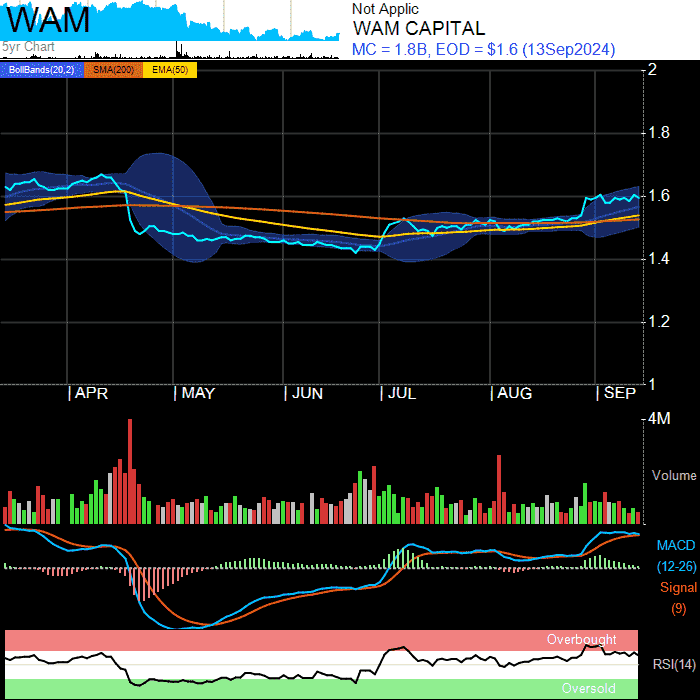 WAM
5yr Chart
Not Applic
WAM CAPITAL
MC = 1.8B, EOD = $1.6 (13Sep2024)
BollBands(20,2) SMA(200) EMA(50)
2
1.8
1.6
1.4
1.2
1
APR MAY JUN JUL AUG SEP
4M
Volume
MACD
(12-26)
Signal
(9)
Overbought
RSI(14)
Oversold